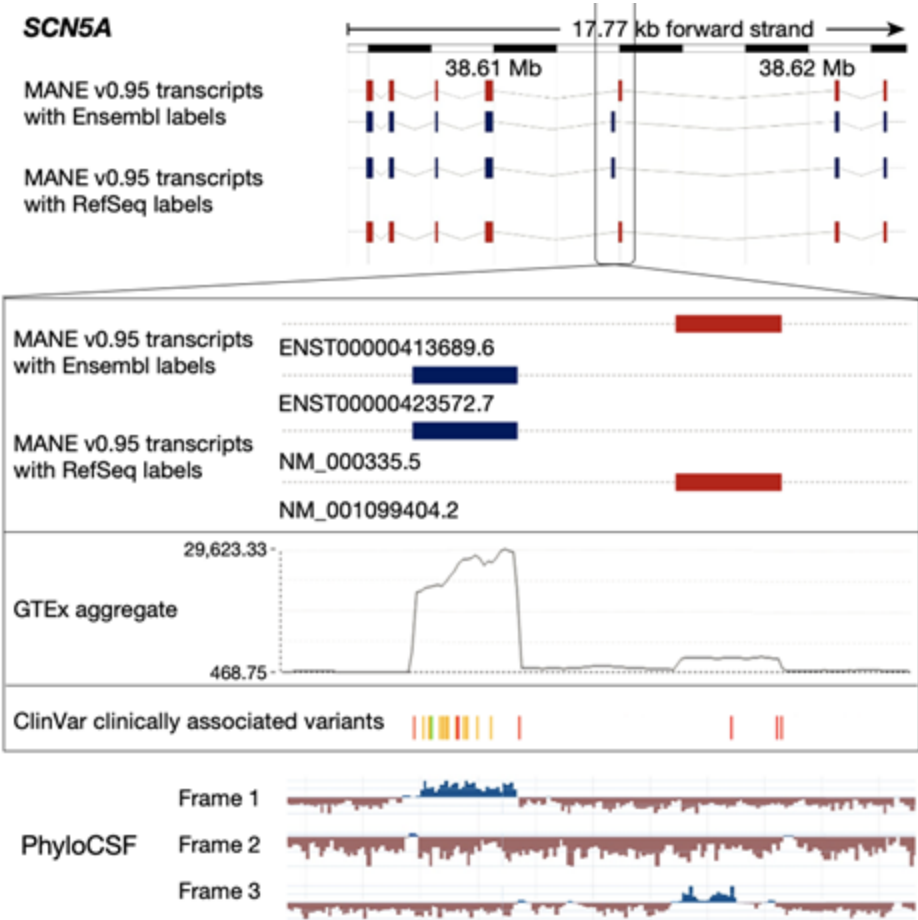 SCN5A
17.77 kb forward strand
38.61 Mb 38.62 Mb
MANE v0.95 transcripts
with Ensembl labels
MANE v0.95 transcripts
with RefSeq labels
MANE v0.95 transcripts
with Ensembl labels
ENST00000413689.6
ENST00000423572.7
MANE v0.95 transcripts
with RefSeq labels
NM_000335.5
NM_001099404.2
29,623.33
GTEx aggregate
468.75
ClinVar clinically associated variants
Frame 1
PhyloCSF Frame 2
Frame 3